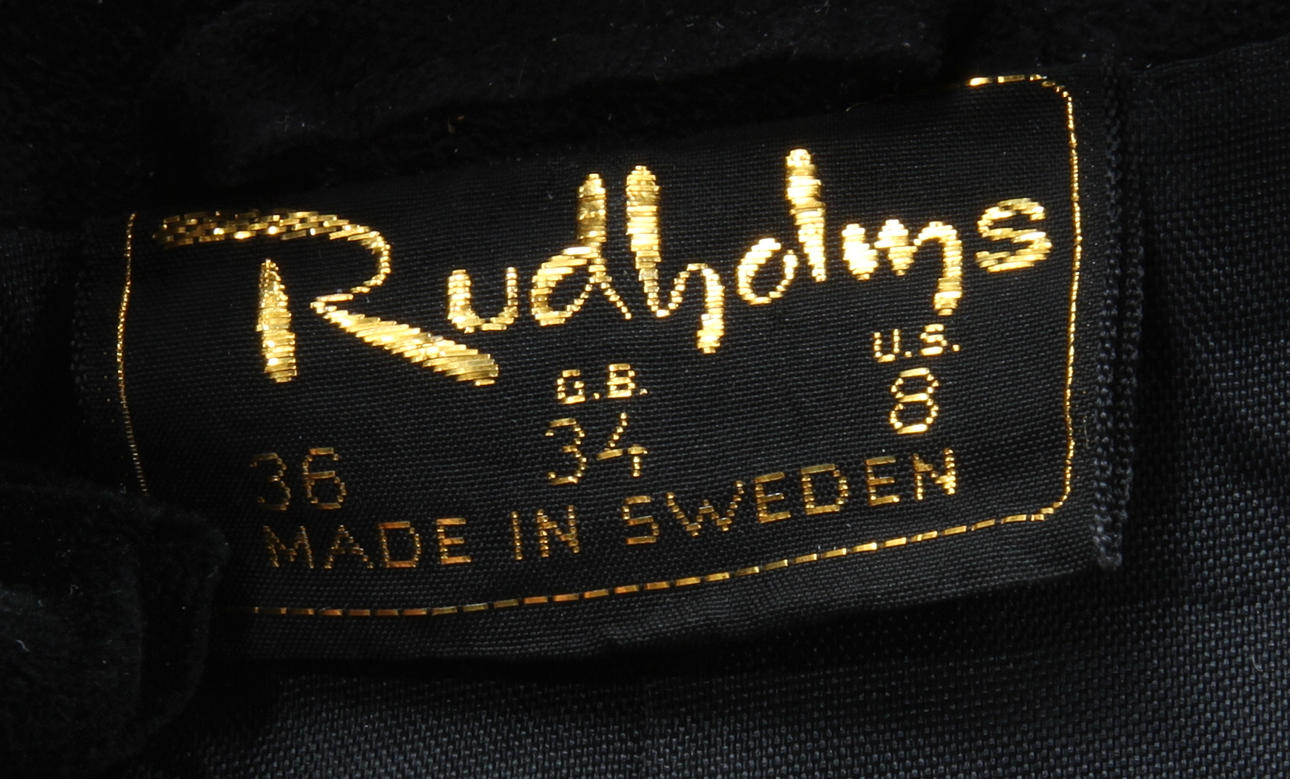 Rudholms
G.B. U.S.
36 34 8
MADE IN SWEDEN